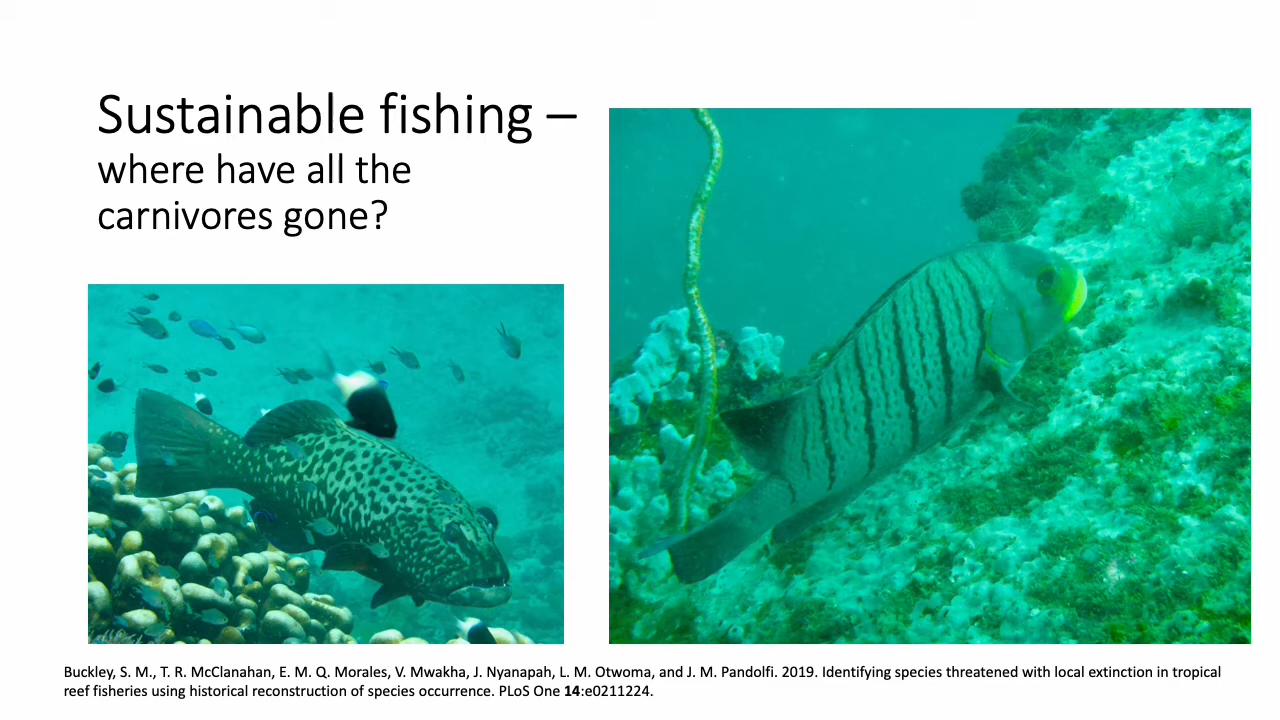 Sustainable fishing –
where have all the
carnivores gone?
Buckley, S. M., T. R. McClanahan, E. M. Q. Morales, V. Mwakha, J. Nyanapah, L. M. Otwoma, and J. M. Pandolfi. 2019. Identifying species threatened with local extinction in tropical
reef fisheries using historical reconstruction of species occurrence. PLoS One 14:e0211224.